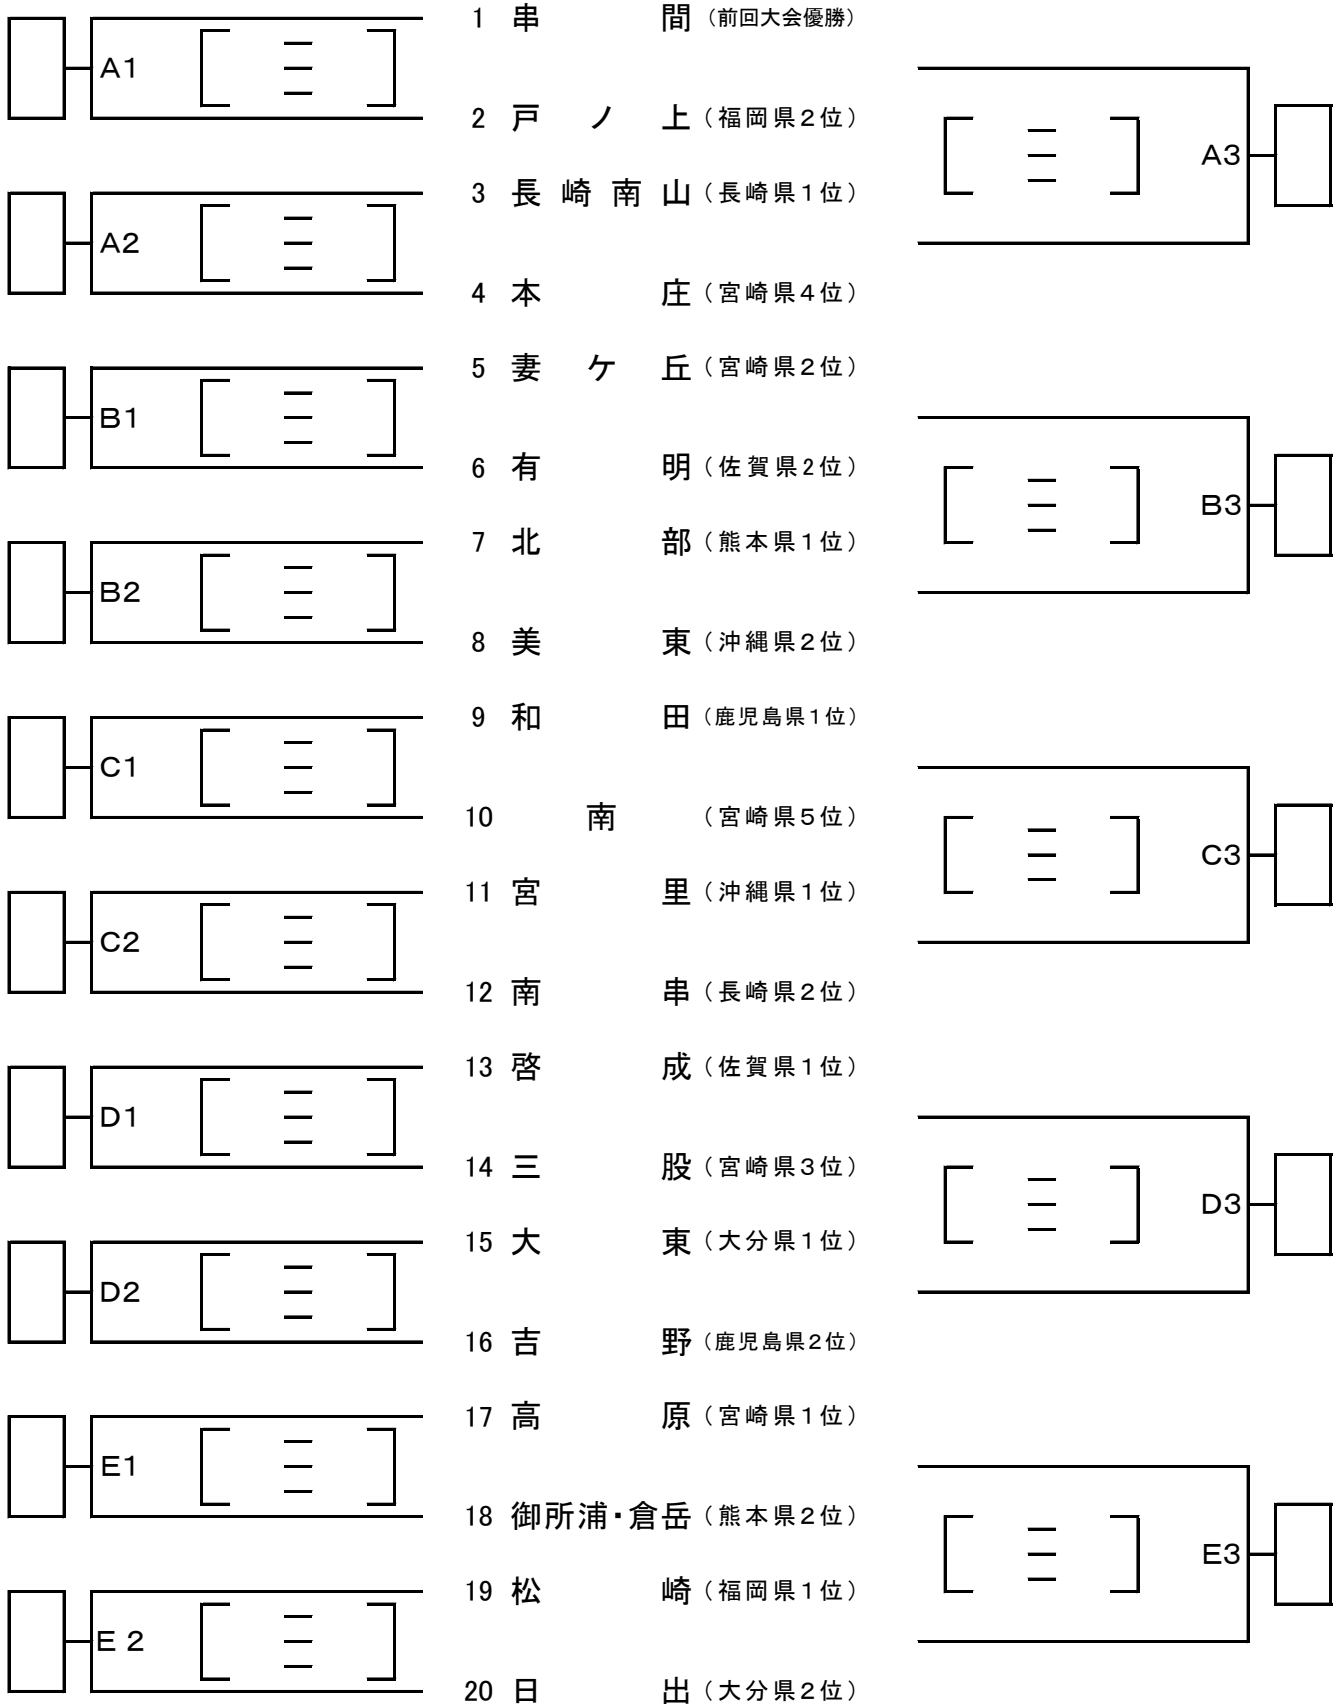 1 串間（前回大会優勝）
A1
2 戸ノ上（福岡県２位）
A3
3 長崎南山（長崎県１位）
A2
4 本庄（宮崎県４位）
5 妻ケ丘（宮崎県２位）
B1
6 有明（佐賀県２位）
B3
7 北部（熊本県１位）
B2
8 美東（沖縄県２位）
9 和田（鹿児島県１位）
C1
10 南（宮崎県５位）
C3
11 宮里（沖縄県１位）
C2
12 南串（長崎県２位）
13 啓成（佐賀県１位）
D1
14 三股（宮崎県３位）
D3
15 大東（大分県１位）
D2
16 吉野（鹿児島県２位）
17 高原（宮崎県１位）
E1
18 御所浦・倉岳（熊本県２位）
E3
19 松崎（福岡県１位）
E 2
20 日出（大分県２位）